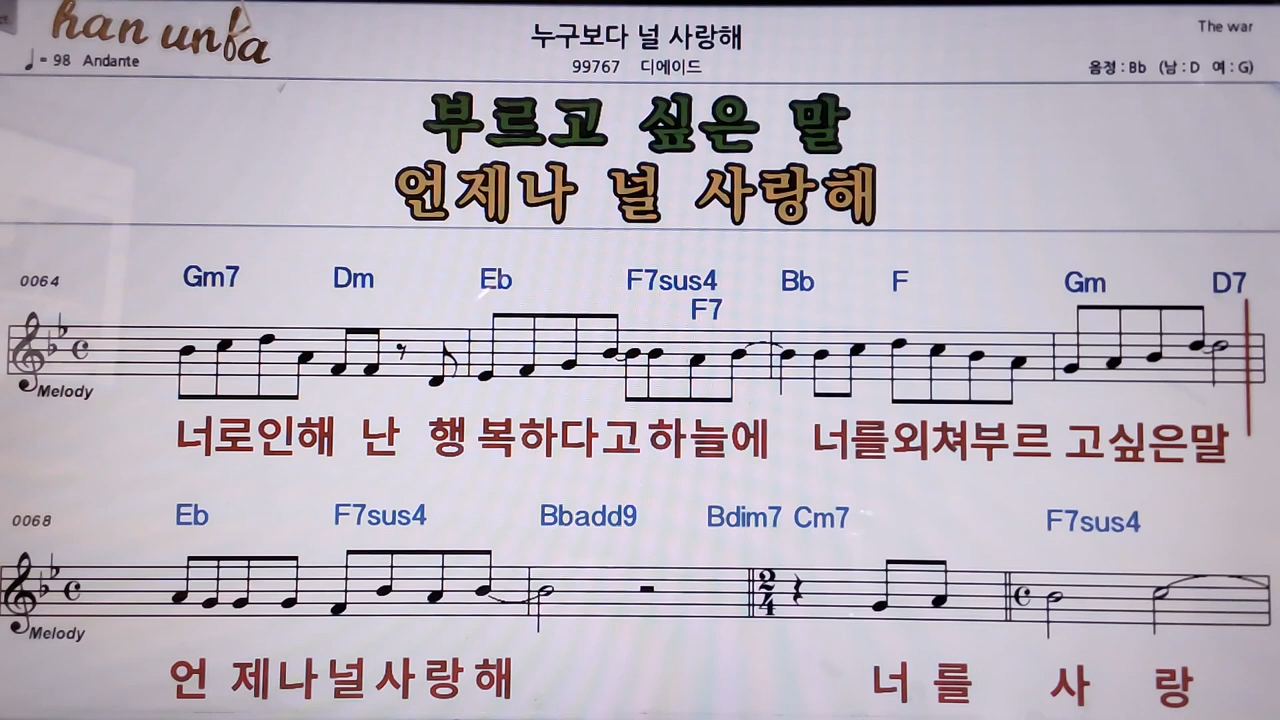 han unfa
누구보다 널 사랑해
The war
♩= 98 Andante
99767 디에이드
음정 : Bb (남 : D 여 : G)
부르고 싶은 말
언제나 널 사랑해
0064 Gm7 Dm Eb F7sus4 Bb F Gm D7
F7
Melody
너로인해 난 행 복하다고하늘에 너를외쳐부르 고싶은말
0068 Eb F7sus4 Bbadd9 Bdim7 Cm7 F7sus4
2
4
Melody
언 제나널사랑해 너 를 사 랑